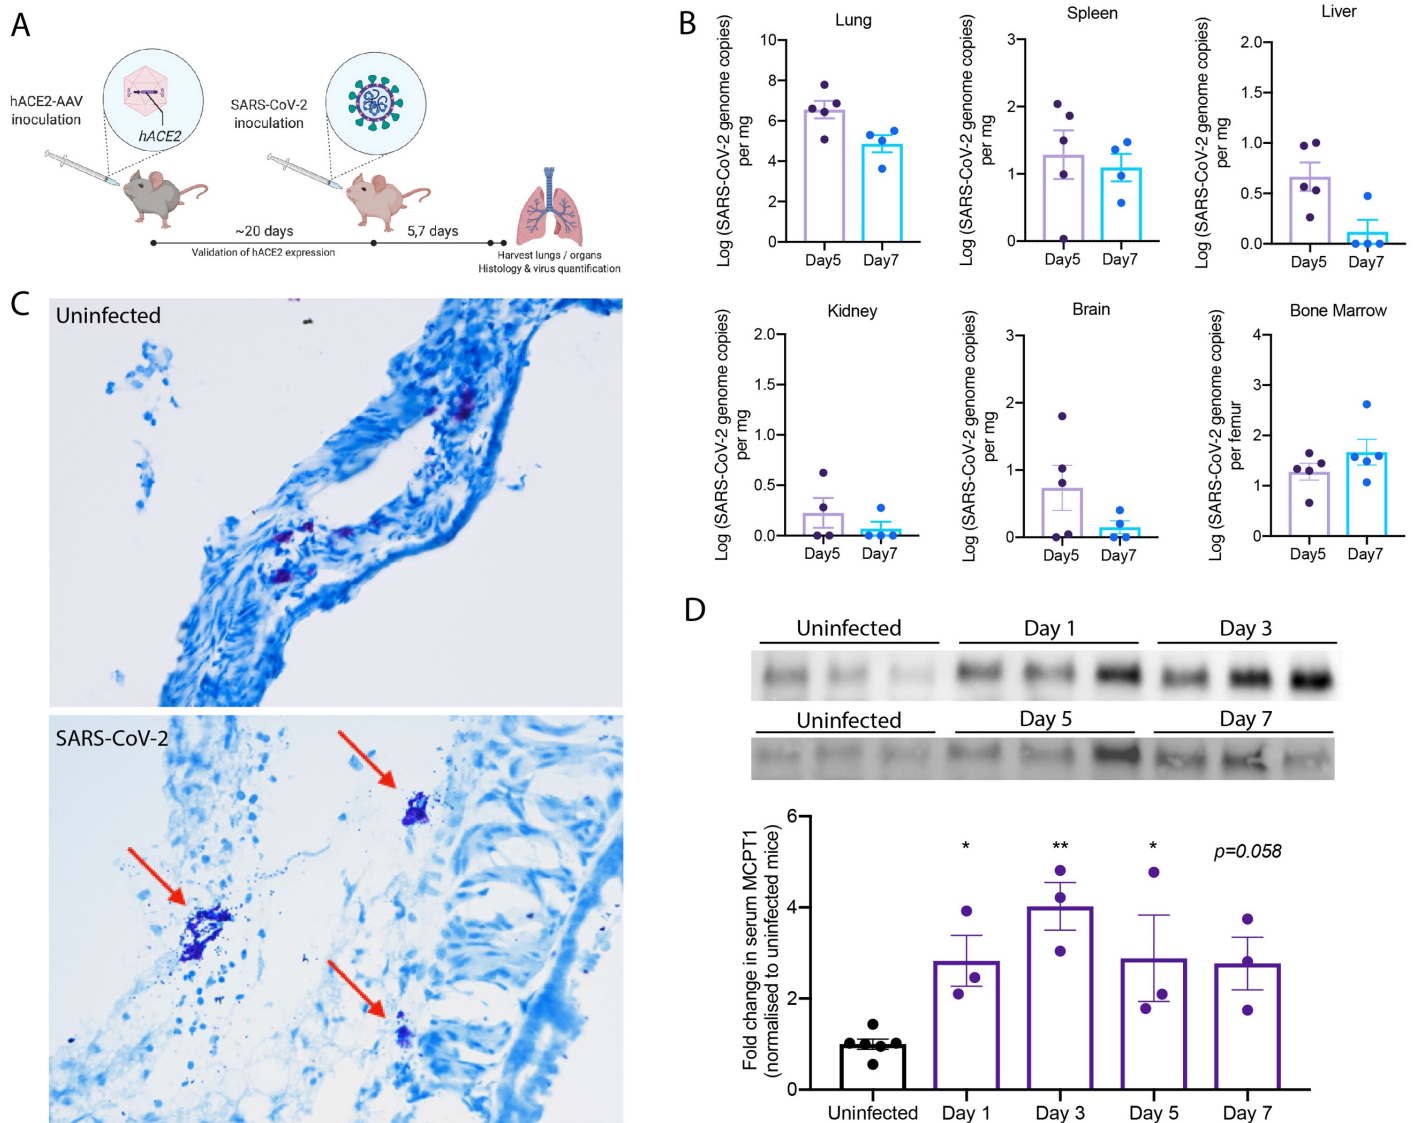 A
hACE2-AAV
inoculation
hACE2
SARS-CoV-2
inoculation
~20 days
Validation of hACE2 expression
5,7 days
Harvest lungs / organs
Histology & virus quantification
B
Lung
Log (SARS-CoV-2 genome copies)
per mg
10
8
6
4
2
0
Day5
Day7
Spleen
Log (SARS-CoV-2 genome copies)
per mg
3
2
1
0
Day5
Day7
Liver
Log (SARS-CoV-2 genome copies)
per mg
2.0
1.5
1.0
0.5
0.0
Day5
Day7
Kidney
Log (SARS-CoV-2 genome copies)
per mg
2.0
1.5
1.0
0.5
0.0
Day5
Day7
Brain
Log (SARS-CoV-2 genome copies)
per mg
3
2
1
0
Day5
Day7
Bone Marrow
Log (SARS-CoV-2 genome copies)
per femur
4
3
2
1
0
Day5
Day7
C
Uninfected
SARS-CoV-2
D
Uninfected
Day 1
Day 3
Uninfected
Day 5
Day 7
Fold change in serum MCPT1
(normalised to uninfected mice)
6
4
2
0
*
**
*
p=0.058
Uninfected
Day 1
Day 3
Day 5
Day 7